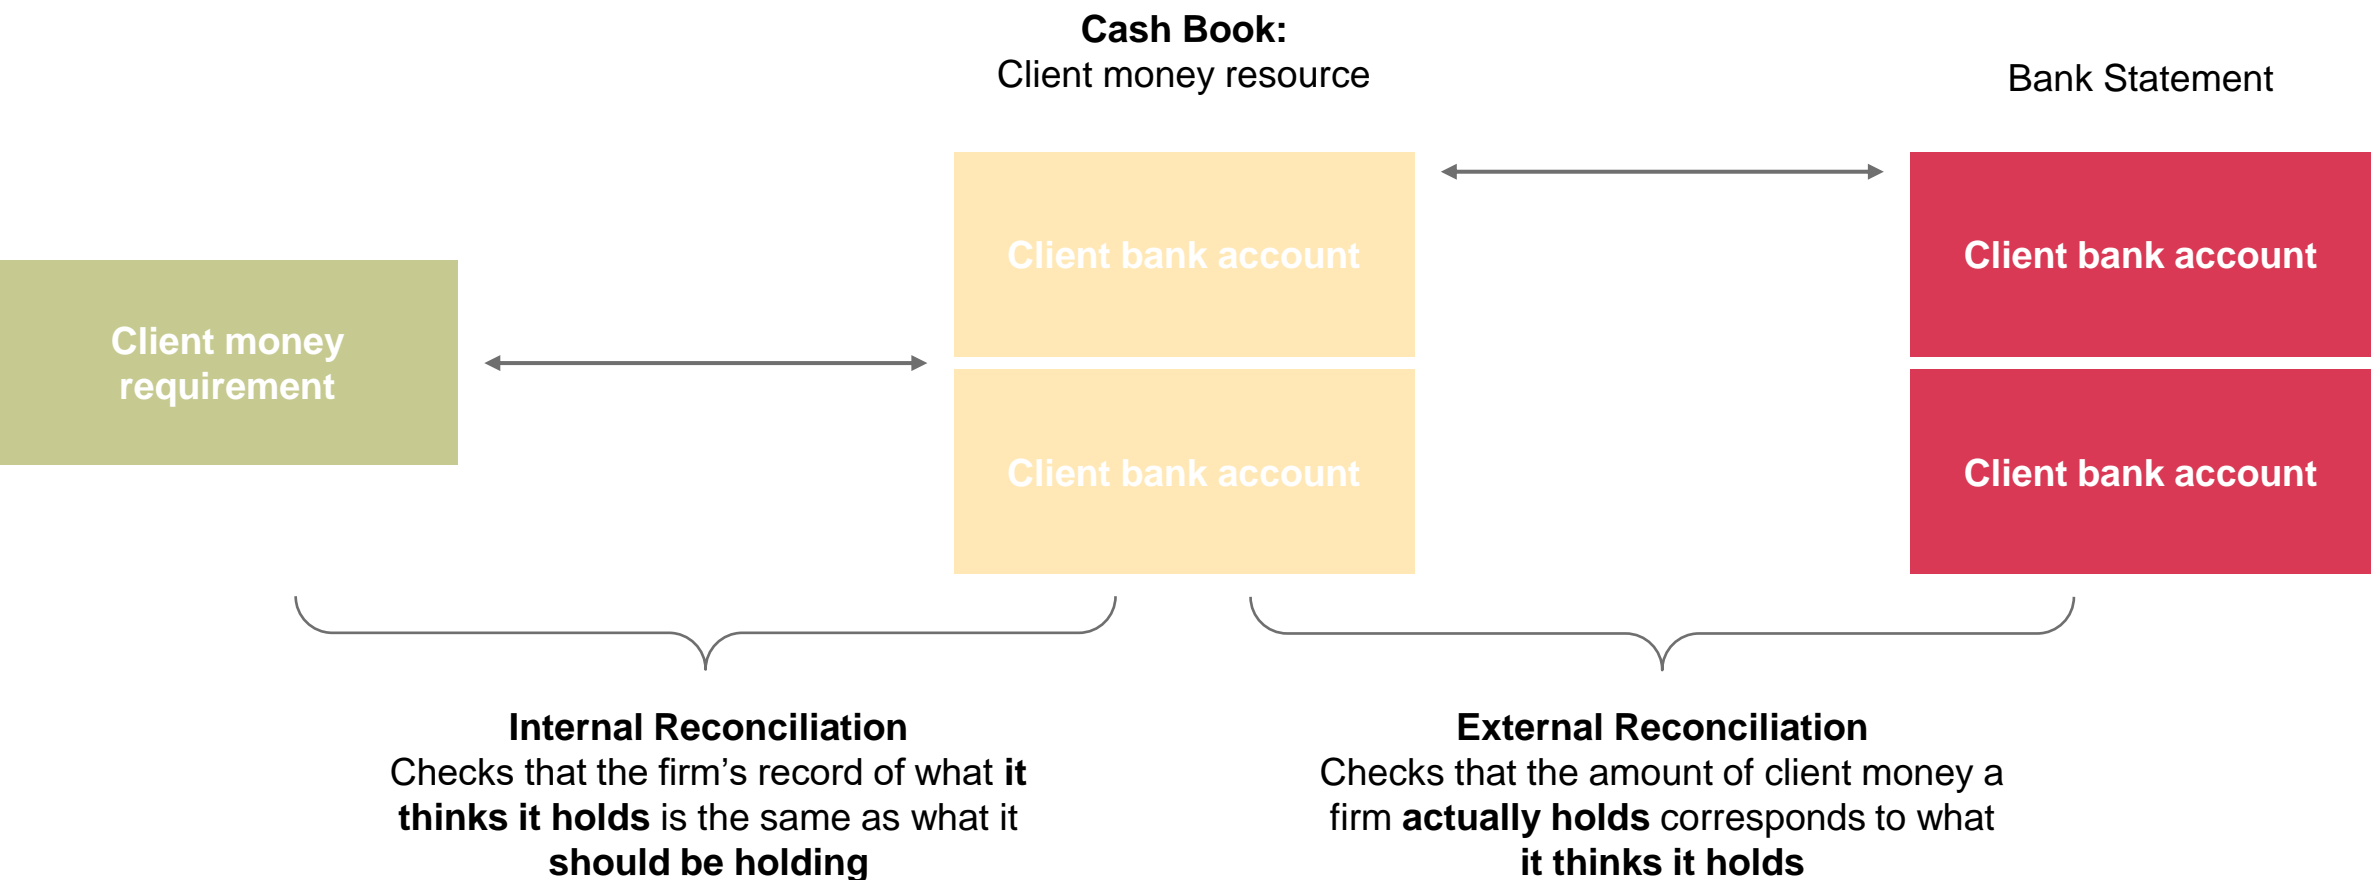 Cash Book:
Client money resource
Bank Statement
Client money
requirement
Client bank account
Client bank account
Client bank account
Client bank account
Internal Reconciliation
Checks that the firm’s record of what it
thinks it holds is the same as what it
should be holding
External Reconciliation
Checks that the amount of client money a
firm actually holds corresponds to what
it thinks it holds